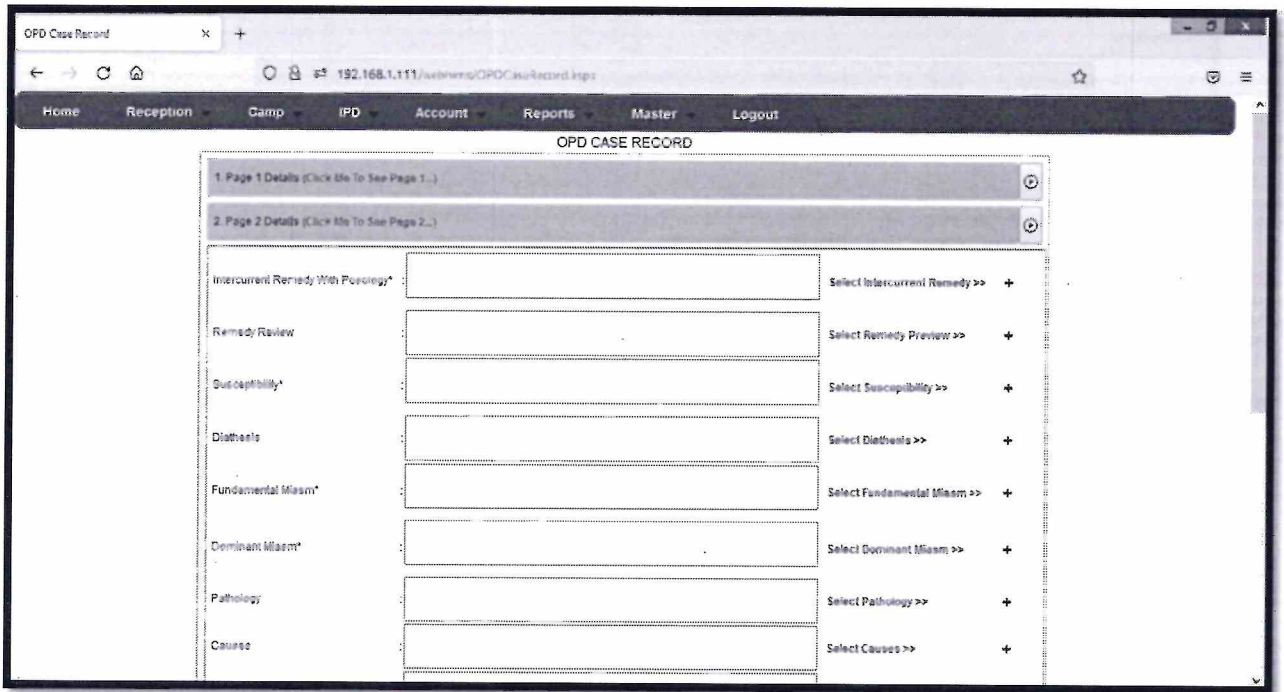 OPD Case Record × +
192.168.1.111/
Home Reception Camp IPD Account Reports Master Logout
OPD CASE RECORD
1. Page 1 Details (Click Me To See Page 1...)
2. Page 2 Details (Click Me To See Page 2...)
Intercurrent Remedy With Posology* : Select Intercurrent Remedy >> +
Remedy Review : Select Remedy Preview >> +
Susceptibility* : Select Susceptibility >> +
Diathesis : Select Diathesis >> +
Fundamental Miasm* : Select Fundamental Miasm >> +
Dominant Miasm* : Select Dominant Miasm >> +
Pathology : Select Pathology >> +
Causes : Select Causes >> +